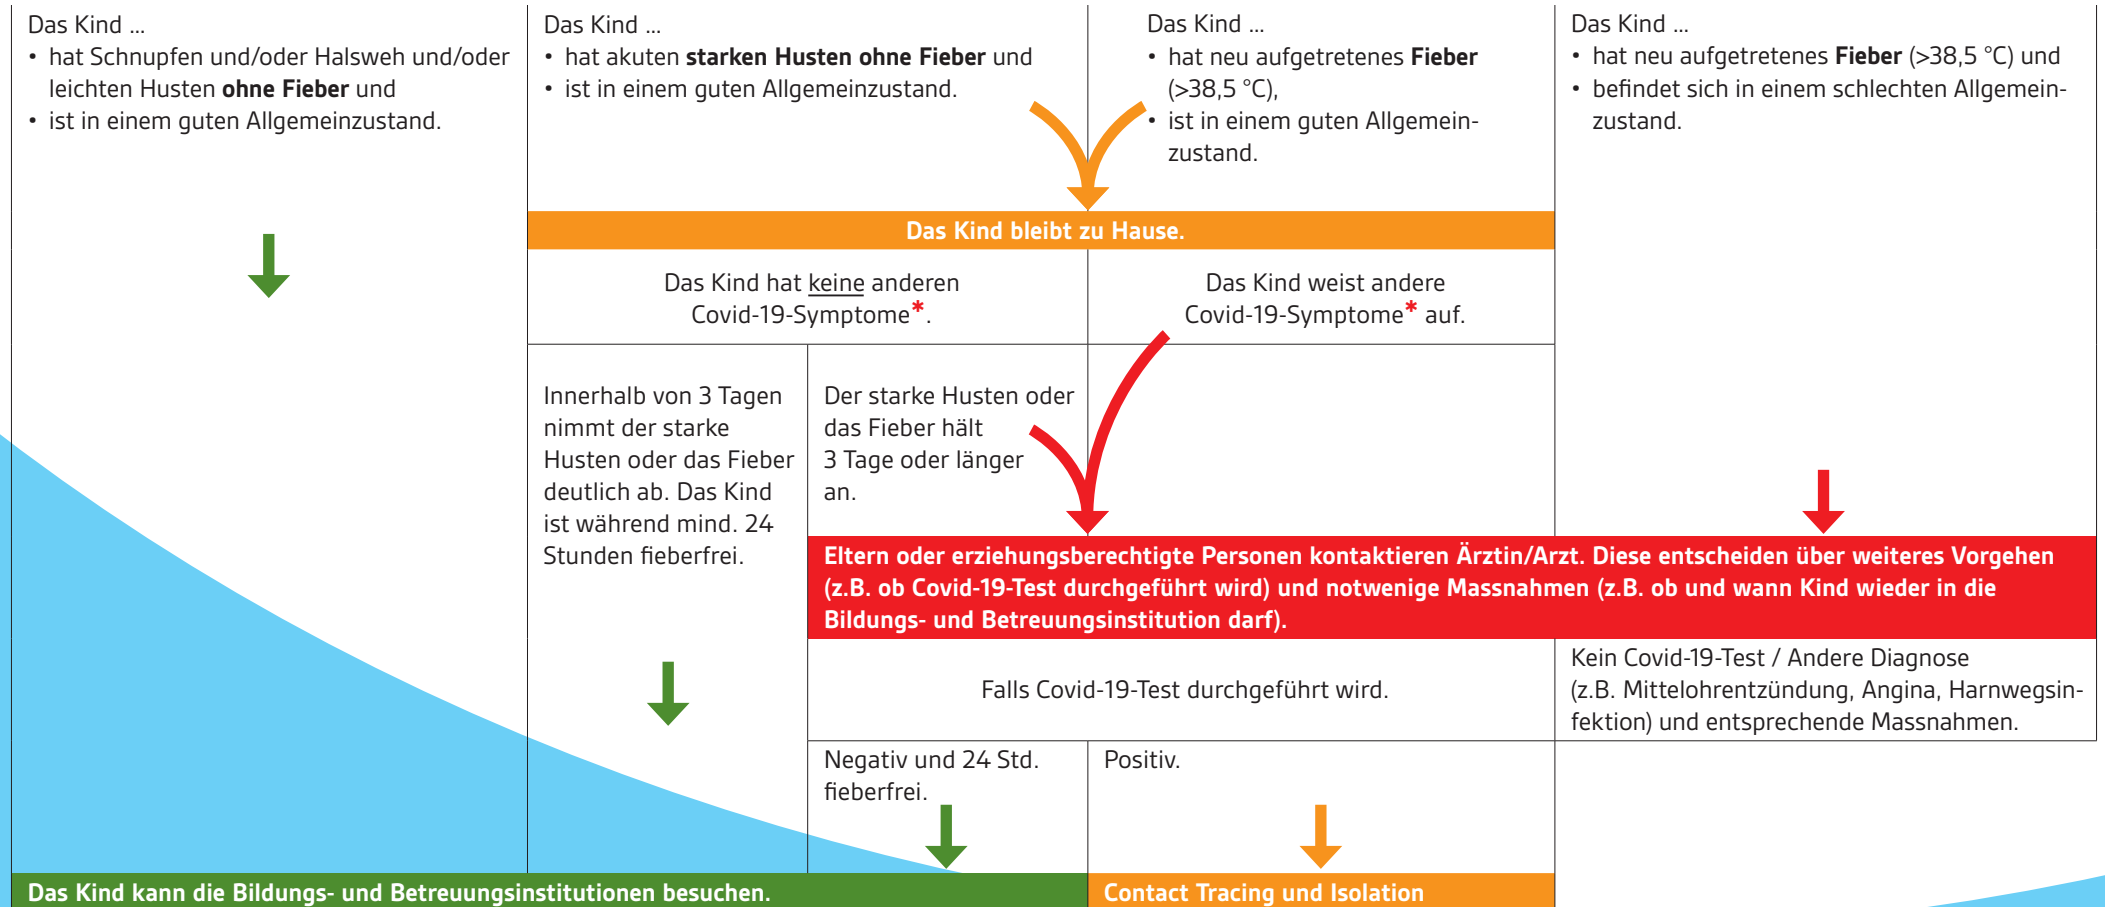 Das Kind ...
• hat Schnupfen und/oder Halsweh und/oder
leichten Husten ohne Fieber und
• ist in einem guten Allgemeinzustand.
Das Kind ...
• hat akuten starken Husten ohne Fieber und
• ist in einem guten Allgemeinzustand.
Das Kind ...
• hat neu aufgetretenes Fieber
(>38,5 °C),
• ist in einem guten Allgemein-
zustand.
Das Kind ...
• hat neu aufgetretenes Fieber (>38,5 °C) und
• befindet sich in einem schlechten Allgemein-
zustand.
Das Kind bleibt zu Hause.
Das Kind hat keine anderen
Covid-19-Symptome*.
Das Kind weist andere
Covid-19-Symptome* auf.
Innerhalb von 3 Tagen
nimmt der starke
Husten oder das Fieber
deutlich ab. Das Kind
ist während mind. 24
Stunden fieberfrei.
Der starke Husten oder
das Fieber hält
3 Tage oder länger
an.
Eltern oder erziehungsberechtigte Personen kontaktieren Ärztin/Arzt. Diese entscheiden über weiteres Vorgehen
(z.B. ob Covid-19-Test durchgeführt wird) und notwenige Massnahmen (z.B. ob und wann Kind wieder in die
Bildungs- und Betreuungsinstitution darf).
Falls Covid-19-Test durchgeführt wird.
Kein Covid-19-Test / Andere Diagnose
(z.B. Mittelohrentzündung, Angina, Harnwegsin-
fektion) und entsprechende Massnahmen.
Negativ und 24 Std.
fieberfrei.
Positiv.
Das Kind kann die Bildungs- und Betreuungsinstitutionen besuchen.
Contact Tracing und Isolation